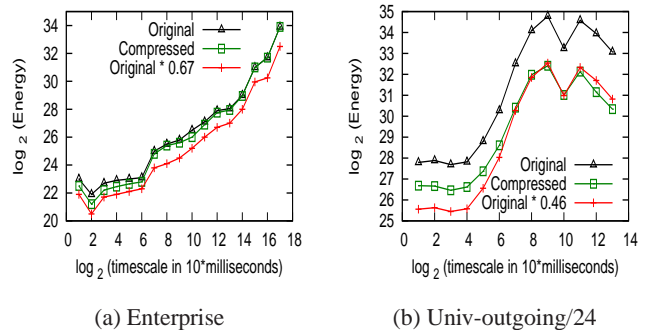 34
32
30
28
26
24
22
20
log 2 (Energy)
Original
Compressed
Original * 0.67
0 2 4 6 8 10 12 14 16 18
log 2 (timescale in 10*milliseconds)
(a) Enterprise
35
34
33
32
31
30
29
28
27
26
25
log 2 (Energy)
Original
Compressed
Original * 0.46
0 2 4 6 8 10 12 14
log 2 (timescale in 10*milliseconds)
(b) Univ-outgoing/24